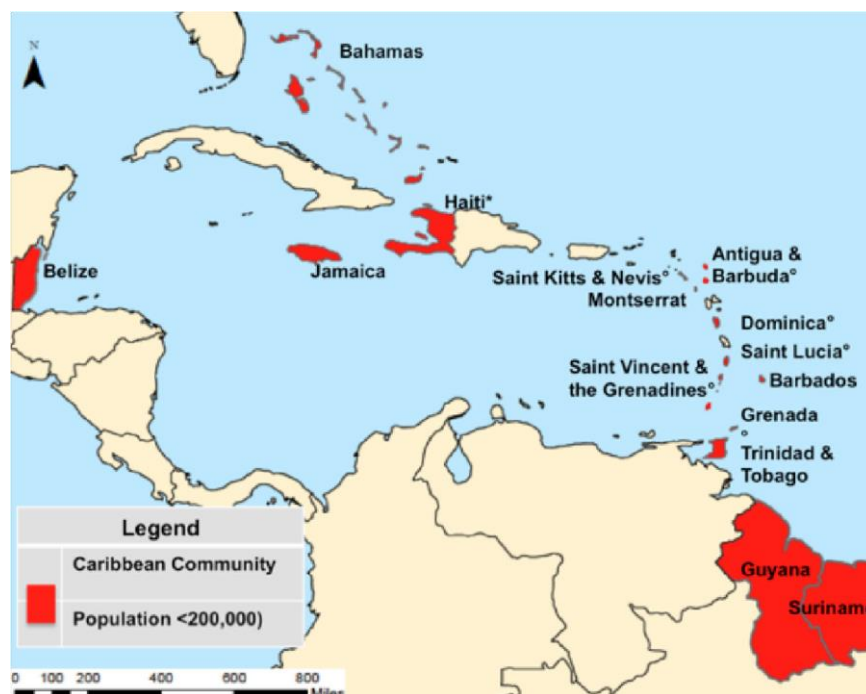 N
Bahamas
Haiti*
Belize
Jamaica
Antigua &
Barbuda°
Saint Kitts & Nevis°
Montserrat
Dominica°
Saint Lucia°
Saint Vincent &
the Grenadines°
Barbados
Grenada
°
Trinidad &
Tobago
Guyana
Suriname
Legend
Caribbean Community
Population <200,000)
0 100 200 400 600 800
Miles